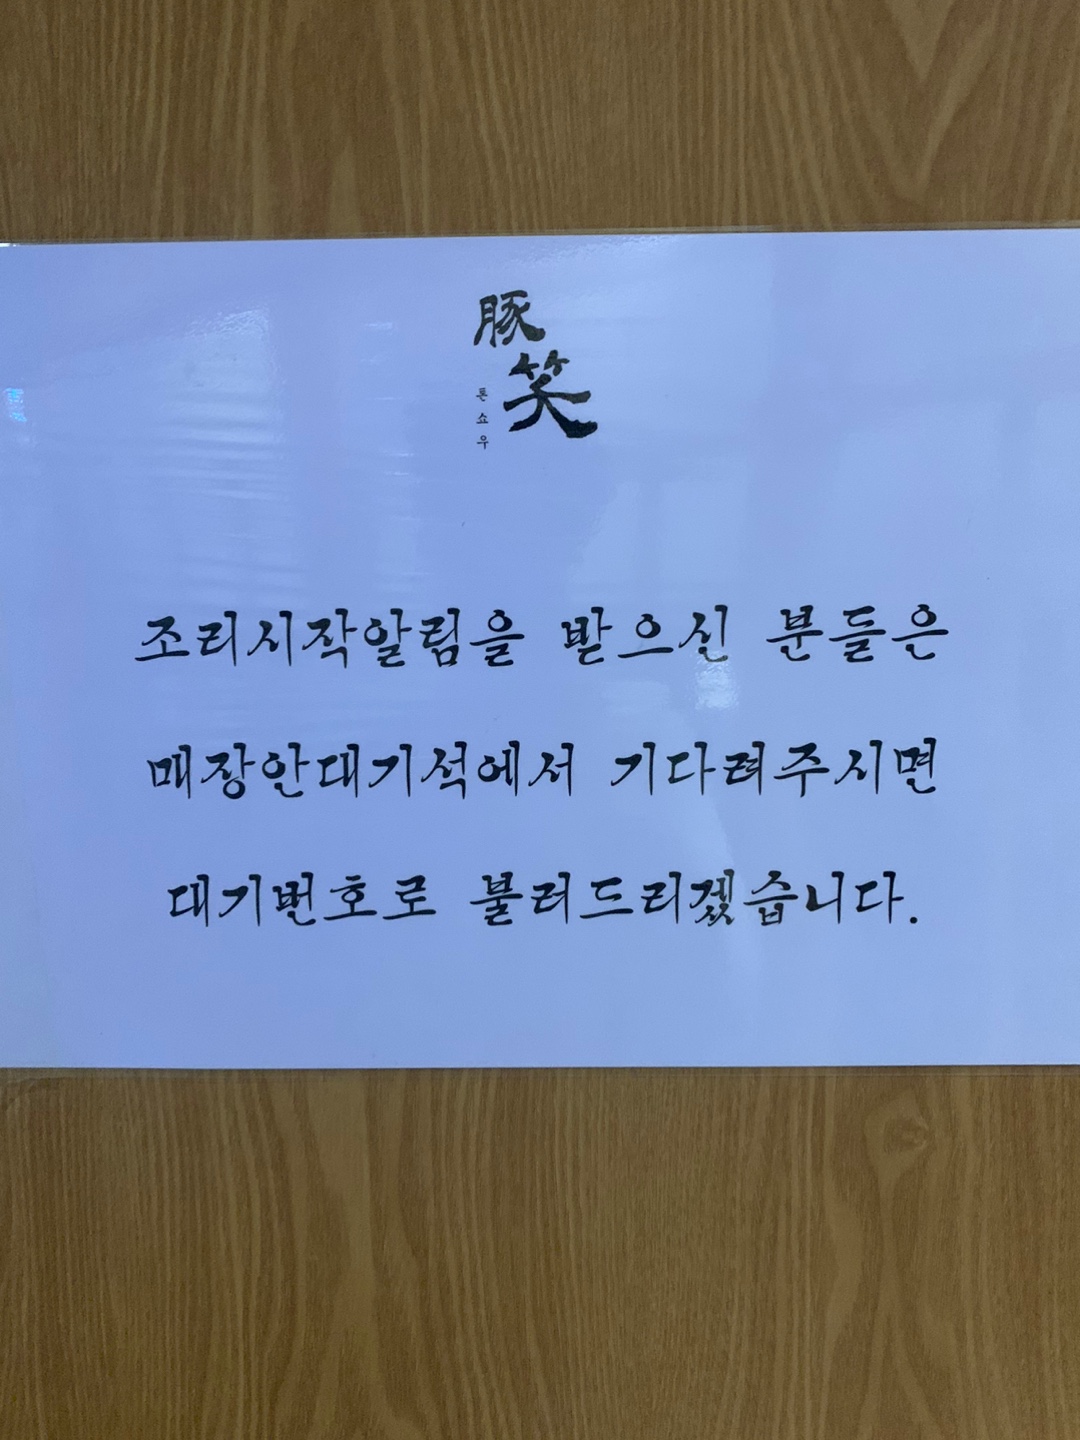 豚
笑
톤쇼우
조리시작알림을 받으신 분들은
매장안대기석에서 기다려주시면
대기번호로 불러드리겠습니다.